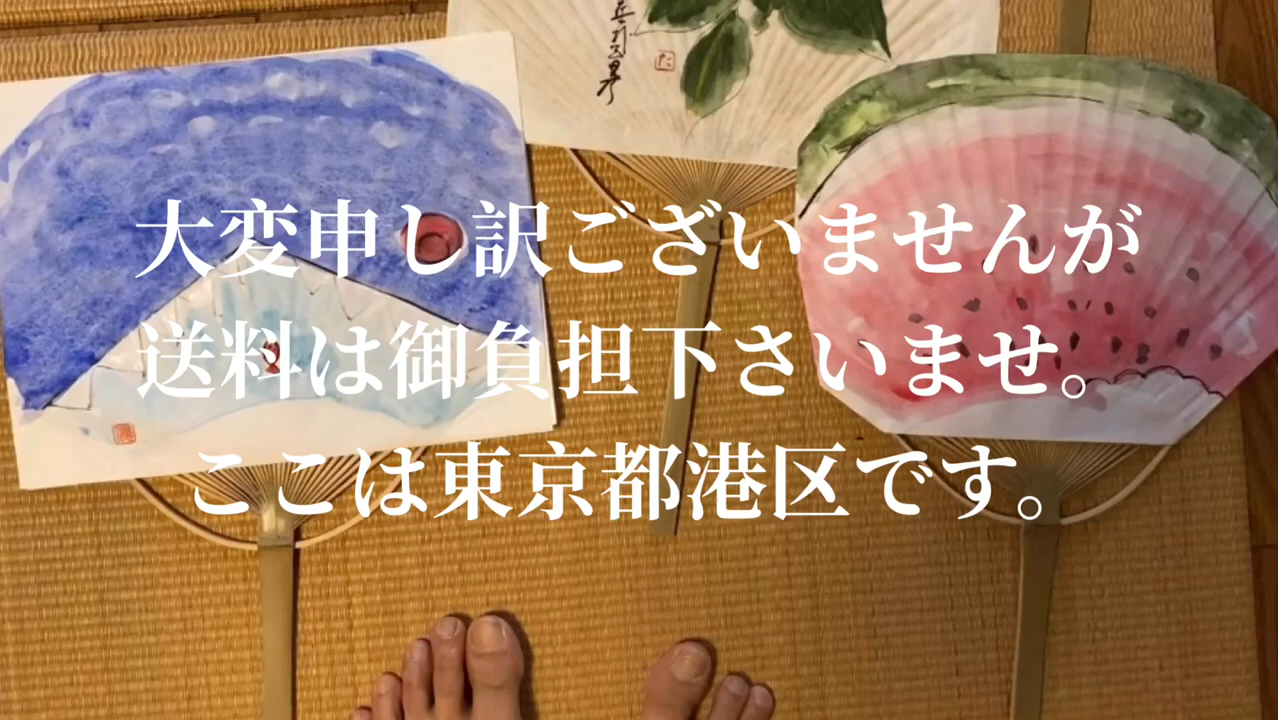 大変申し訳ございませんが
送料は御負担下さいませ。
ここは東京都港区です。